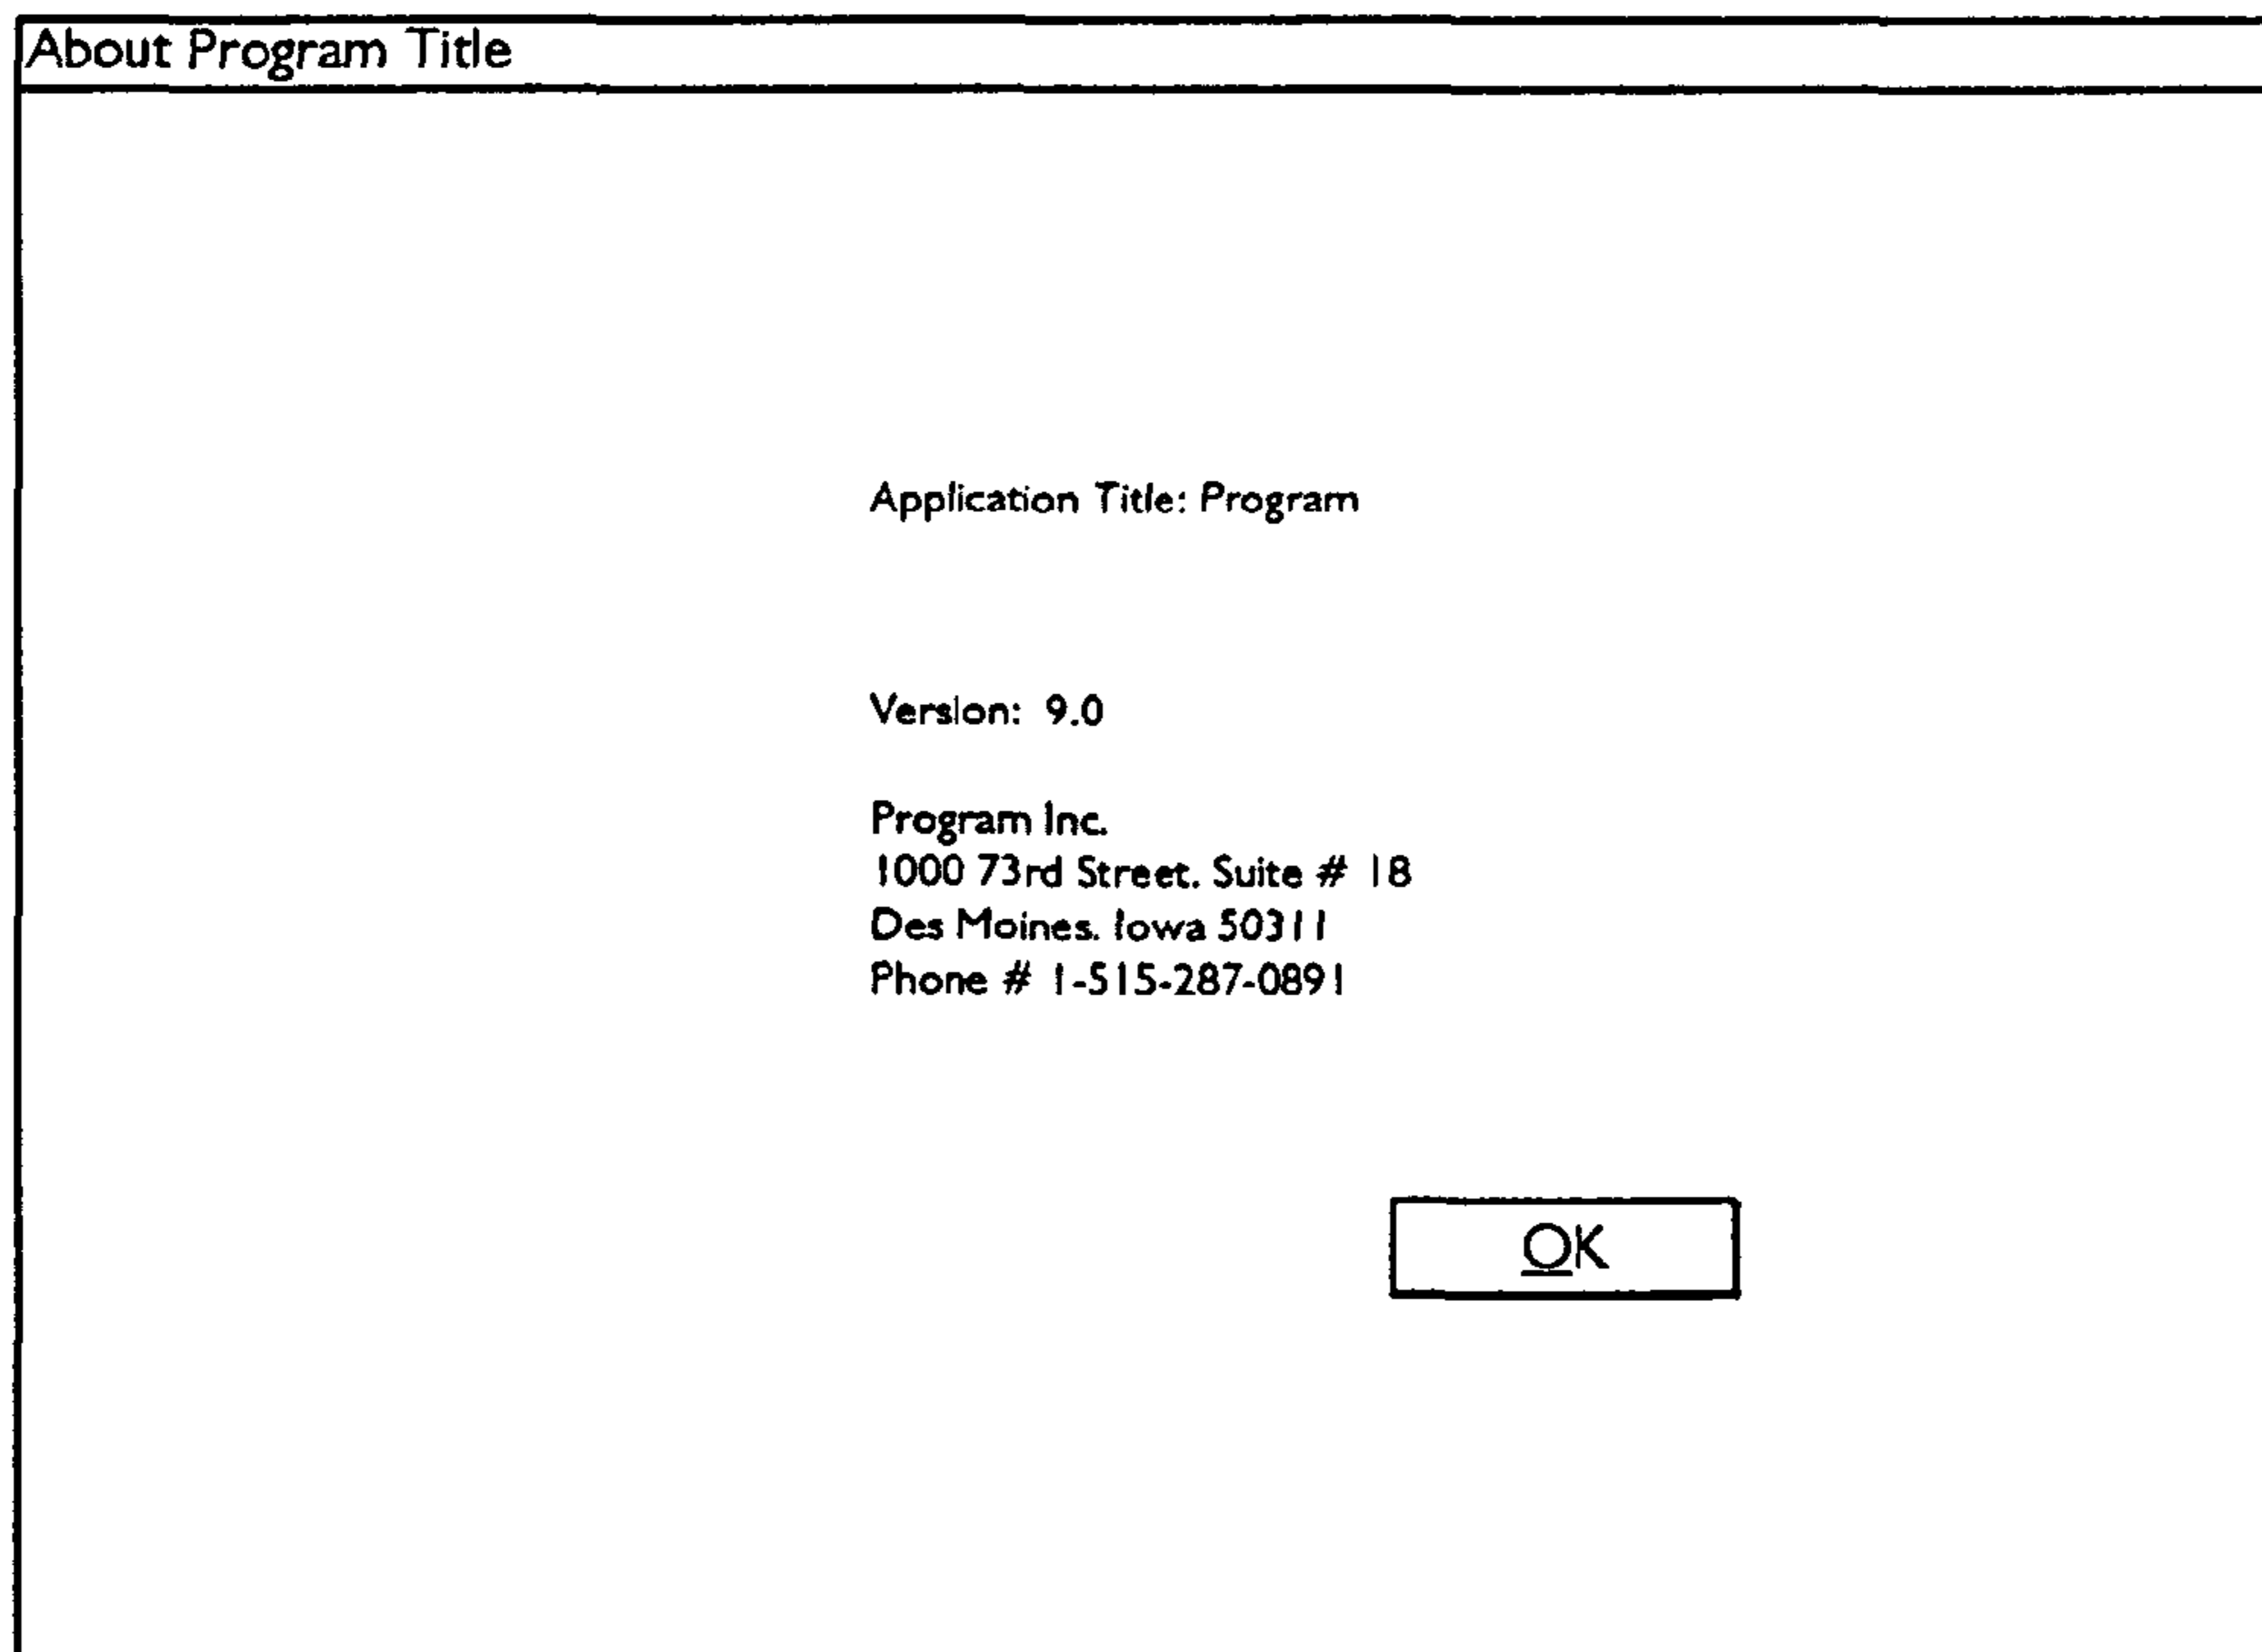 About Program Title
Application Title: Program
Version: 9.0
Program Inc.
1000 73rd Street. Suite # 18
Des Moines. Iowa 50311
Phone # 1-515-287-0891
OK